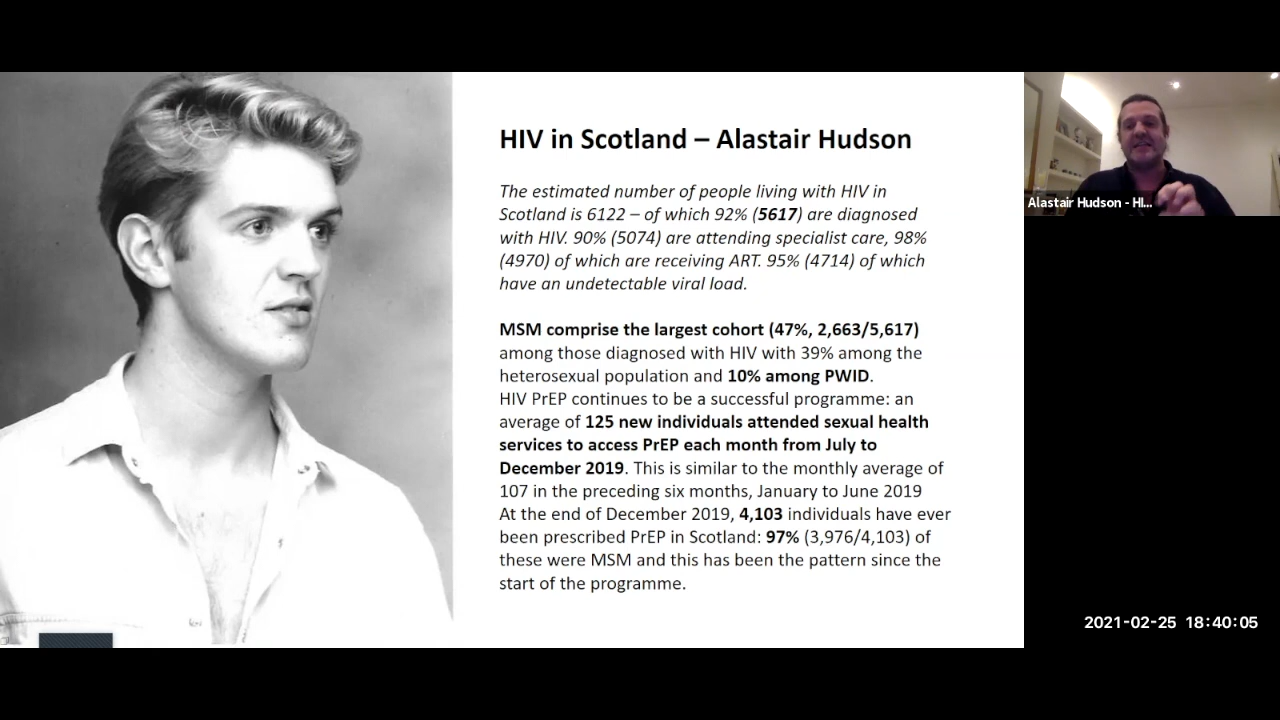 HIV in Scotland – Alastair Hudson
The estimated number of people living with HIV in
Scotland is 6122 – of which 92% (5617) are diagnosed
with HIV. 90% (5074) are attending specialist care, 98%
(4970) of which are receiving ART. 95% (4714) of which
have an undetectable viral load.
MSM comprise the largest cohort (47%, 2,663/5,617)
among those diagnosed with HIV with 39% among the
heterosexual population and 10% among PWID.
HIV PrEP continues to be a successful programme: an
average of 125 new individuals attended sexual health
services to access PrEP each month from July to
December 2019. This is similar to the monthly average of
107 in the preceding six months, January to June 2019
At the end of December 2019, 4,103 individuals have ever
been prescribed PrEP in Scotland: 97% (3,976/4,103) of
these were MSM and this has been the pattern since the
start of the programme.
Alastair Hudson - HI...
2021-02-25 18:40:05